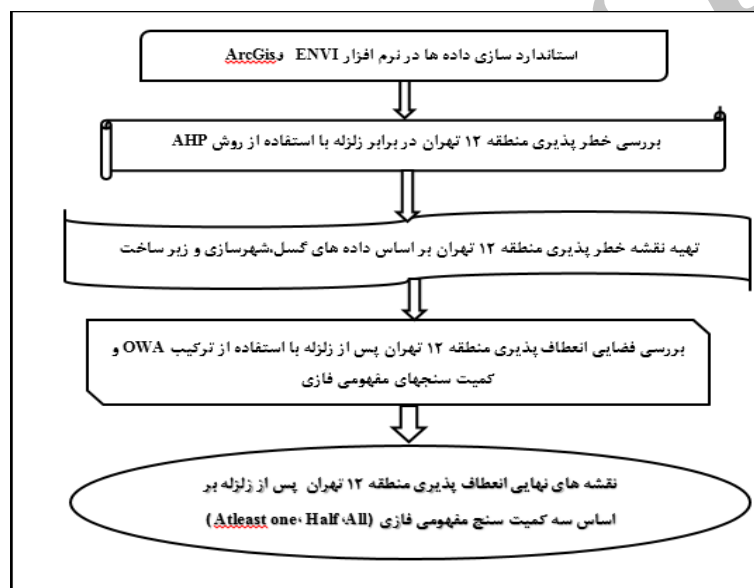 استاندارد سازی داده ها در نرم افزار ENVI و ArcGis
بررسی خطر پذیری منطقه ۱۲ تهران در برابر زلزله با استفاده از روش AHP
تهیه نقشه خطر پذیری منطقه ۱۲ تهران بر اساس داده های گسل،شهرسازی و زیر ساخت
بررسی فضایی انعطاف پذیری منطقه ۱۲ تهران پس از زلزله با استفاده از ترکیب OWA و
کمیت سنجهای مفهومی فازی
نقشه های نهایی انعطاف پذیری منطقه ۱۲ تهران پس از زلزله بر
اساس سه کمیت سنج مفهومی فازی (Atleast one، Half ،All)